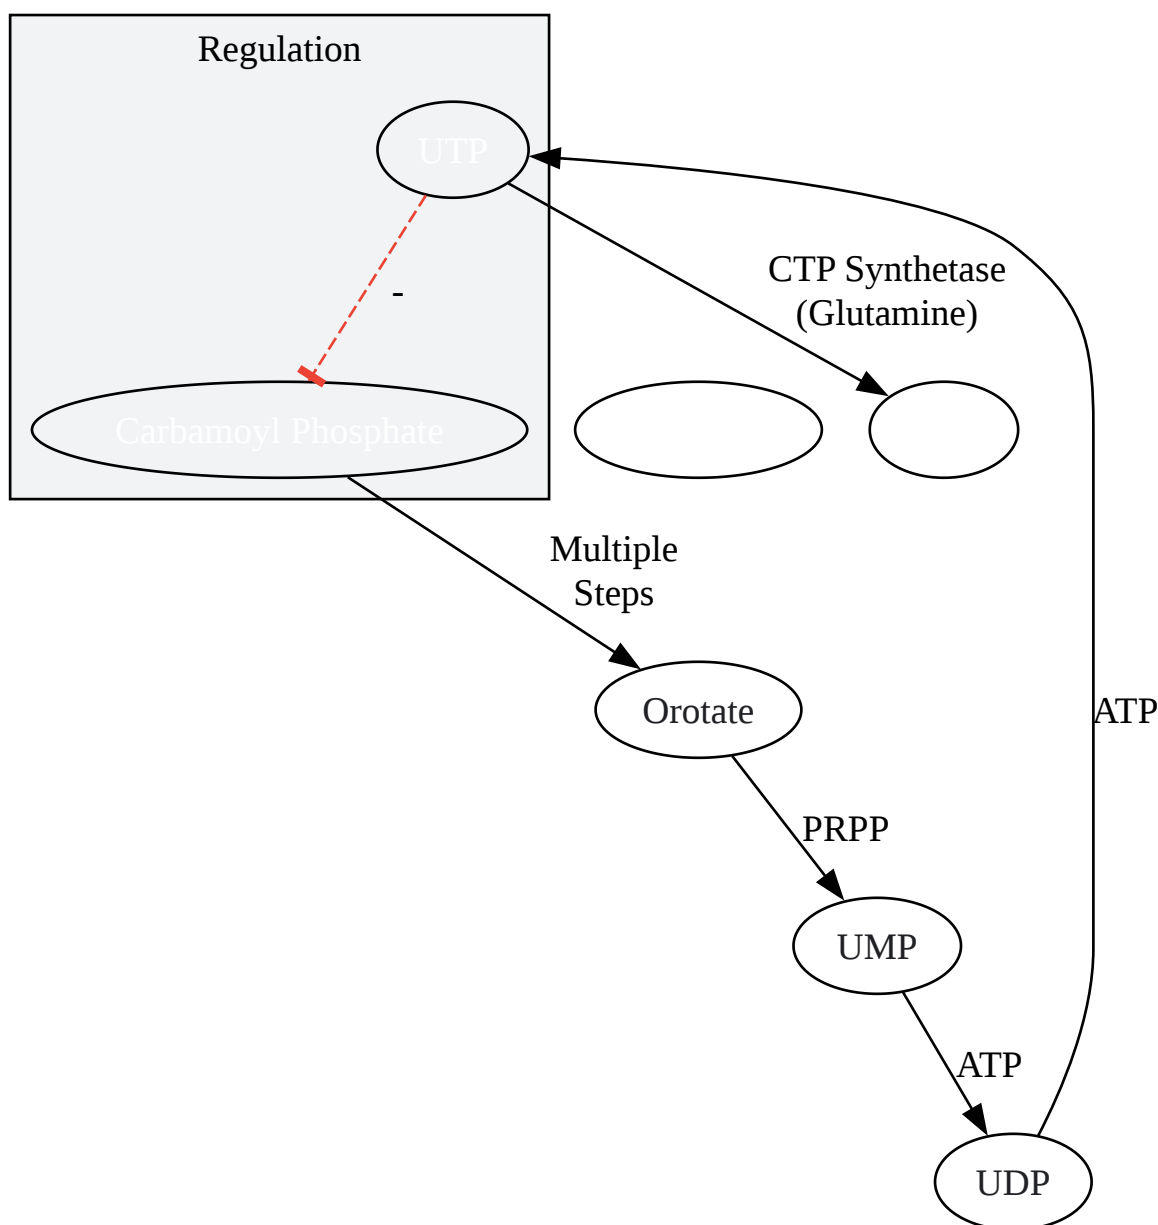 Regulation
UTP
CTP Synthetase
(Glutamine)
-
Carbamoyl Phosphate
Multiple
Steps
Orotate
ATP
PRPP
UMP
ATP
UDP